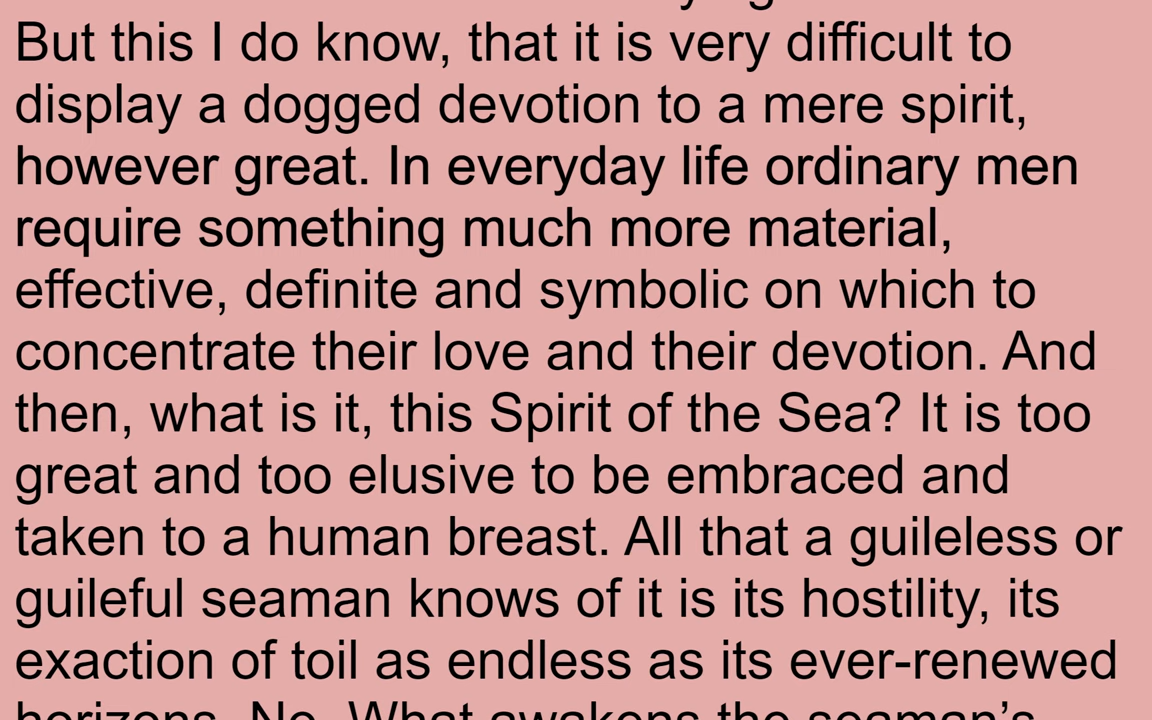 But this I do know, that it is very difficult to
display a dogged devotion to a mere spirit,
however great. In everyday life ordinary men
require something much more material,
effective, definite and symbolic on which to
concentrate their love and their devotion. And
then, what is it, this Spirit of the Sea? It is too
great and too elusive to be embraced and
taken to a human breast. All that a guileless or
guileful seaman knows of it is its hostility, its
exaction of toil as endless as its ever-renewed
horizons. No. What awakens the seaman’s